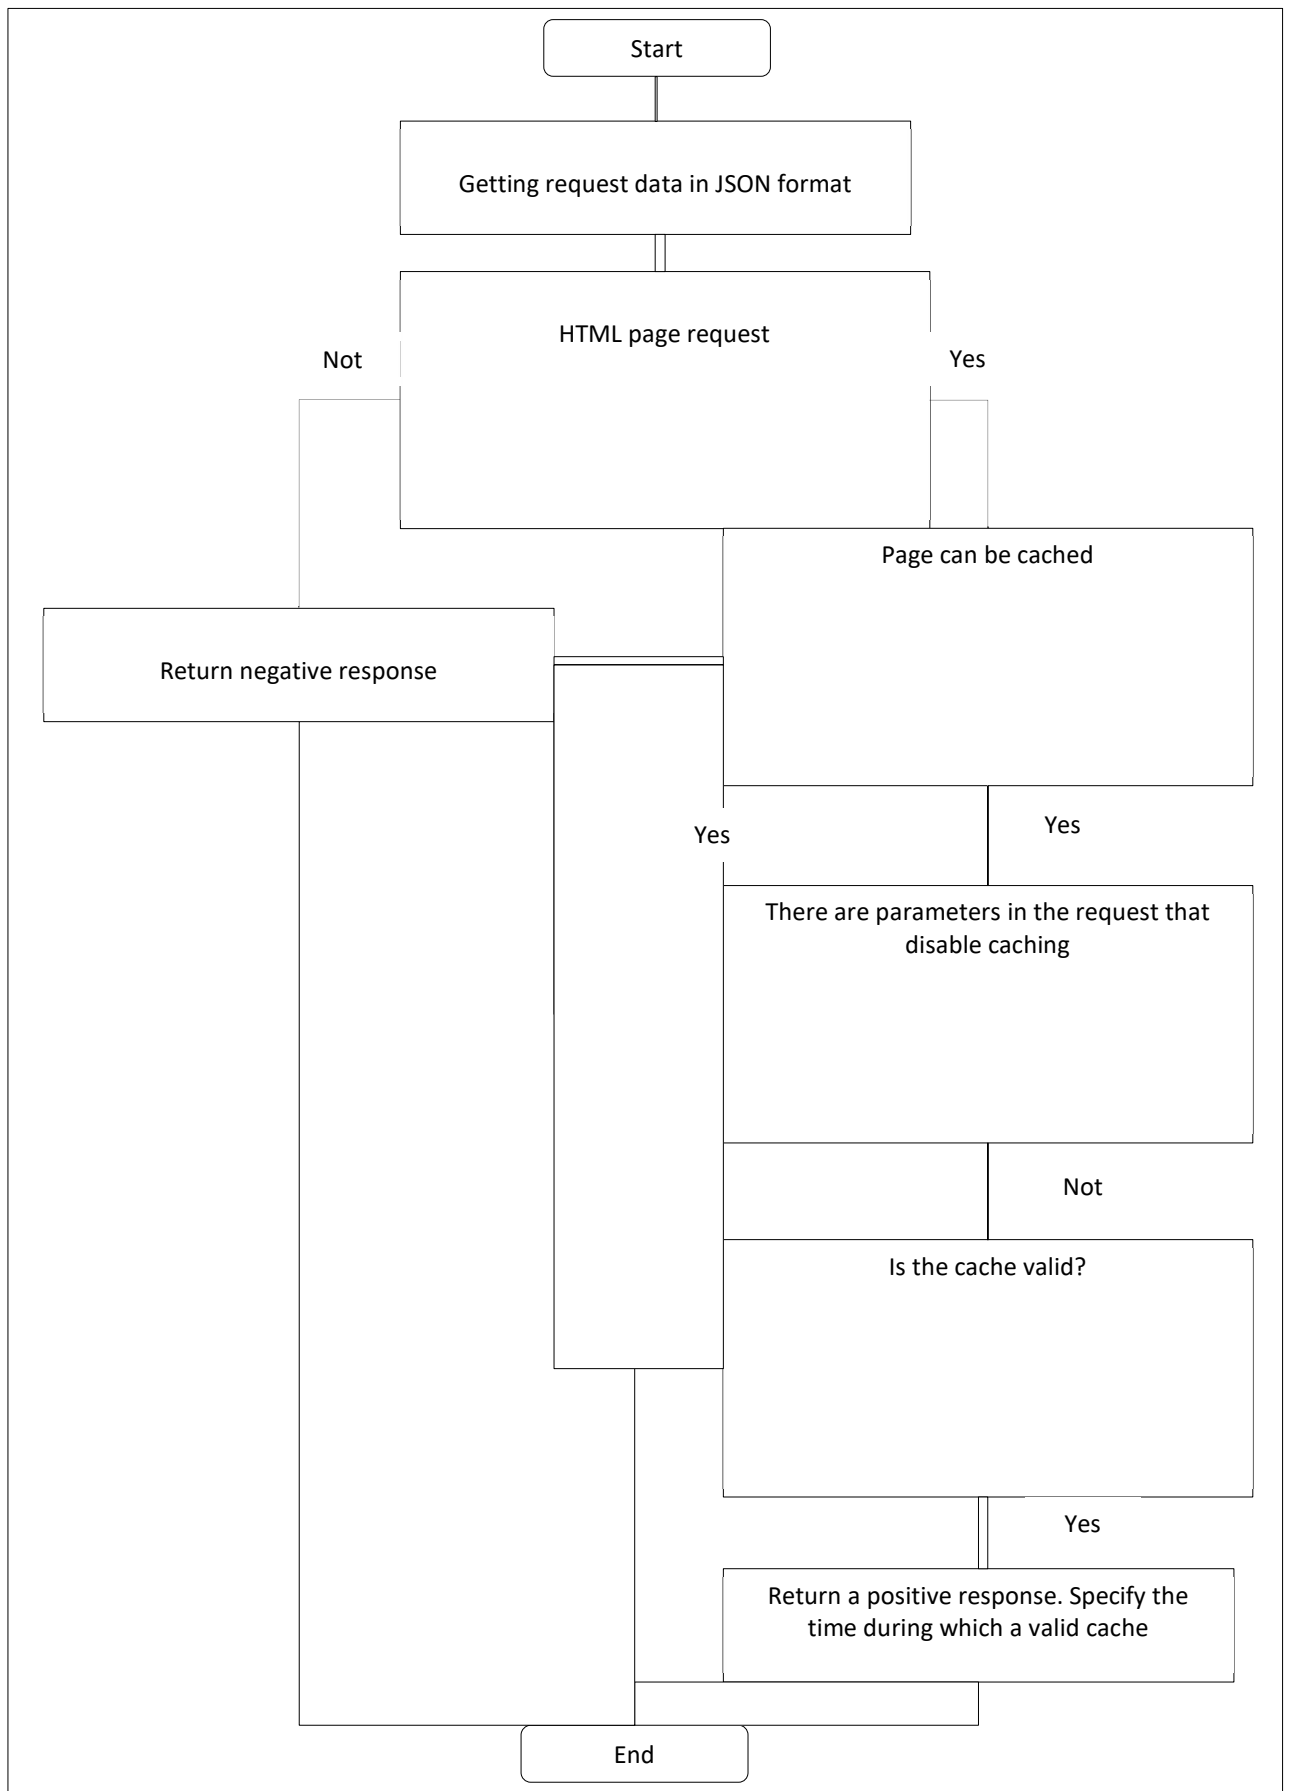 Start
Getting request data in JSON format
HTML page request
Not
Yes
Page can be cached
Return negative response
Yes
Yes
There are parameters in the request that
disable caching
Not
Is the cache valid?
Yes
Return a positive response. Specify the
time during which a valid cache
End